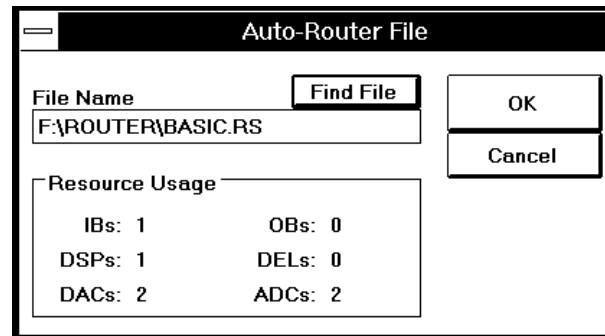 Auto-Router File
File Name
Find File
F:\ROUTER\BASIC.RS
OK
Cancel
Resource Usage
IBs: 1 OBs: 0
DSPs: 1 DELs: 0
DACs: 2 ADCs: 2